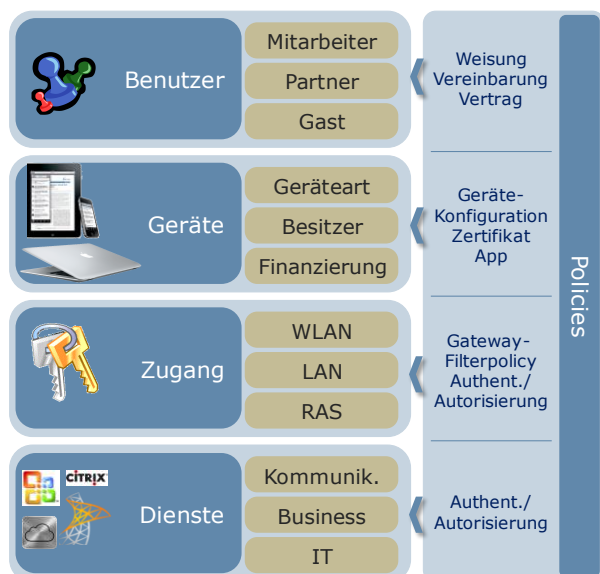 Benutzer
Mitarbeiter
Partner
Gast
Weisung
Vereinbarung
Vertrag
Geräte
Geräteart
Besitzer
Finanzierung
Geräte-
Konfiguration
Zertifikat
App
Zugang
WLAN
LAN
RAS
Gateway-
Filterpolicy
Authent./
Autorisierung
CITRIX
Dienste
Kommunik.
Business
IT
Authent./
Autorisierung
Policies